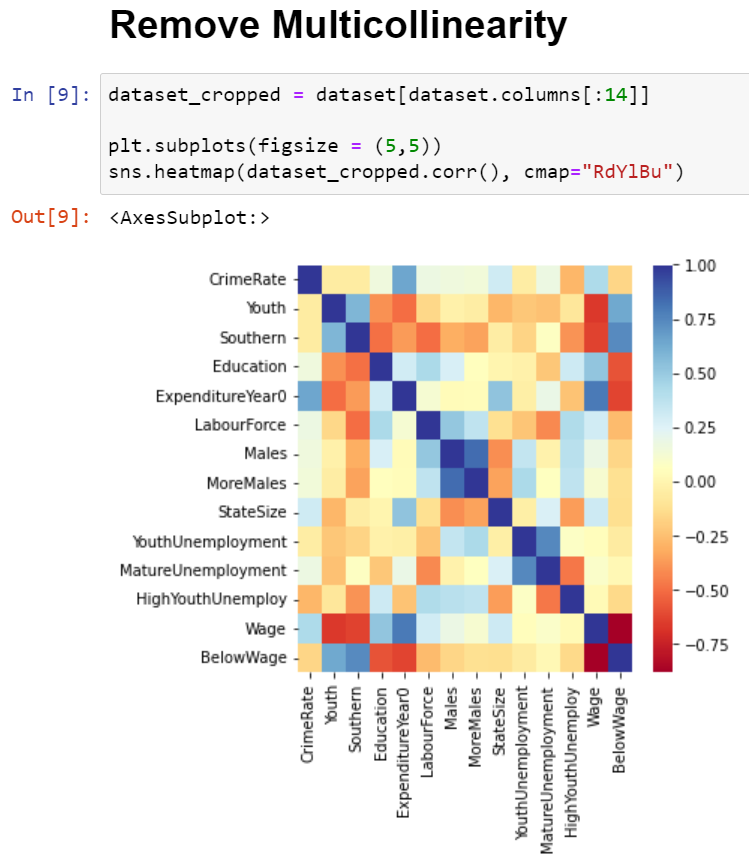 Remove Multicollinearity
In [9]: dataset_cropped = dataset[dataset.columns[:14]]
plt.subplots(figsize = (5,5))
sns.heatmap(dataset_cropped.corr(), cmap="RdYlBu")
Out[9]: <AxesSubplot:>
CrimeRate
Youth
Southern
Education
ExpenditureYear0
LabourForce
Males
MoreMales
StateSize
YouthUnemployment
MatureUnemployment
HighYouthUnemploy
Wage
BelowWage
1.00
0.75
0.50
0.25
0.00
−0.25
−0.50
−0.75
CrimeRate
Youth
Southern
Education
ExpenditureYear0
LabourForce
Males
MoreMales
StateSize
YouthUnemployment
MatureUnemployment
HighYouthUnemploy
Wage
BelowWage